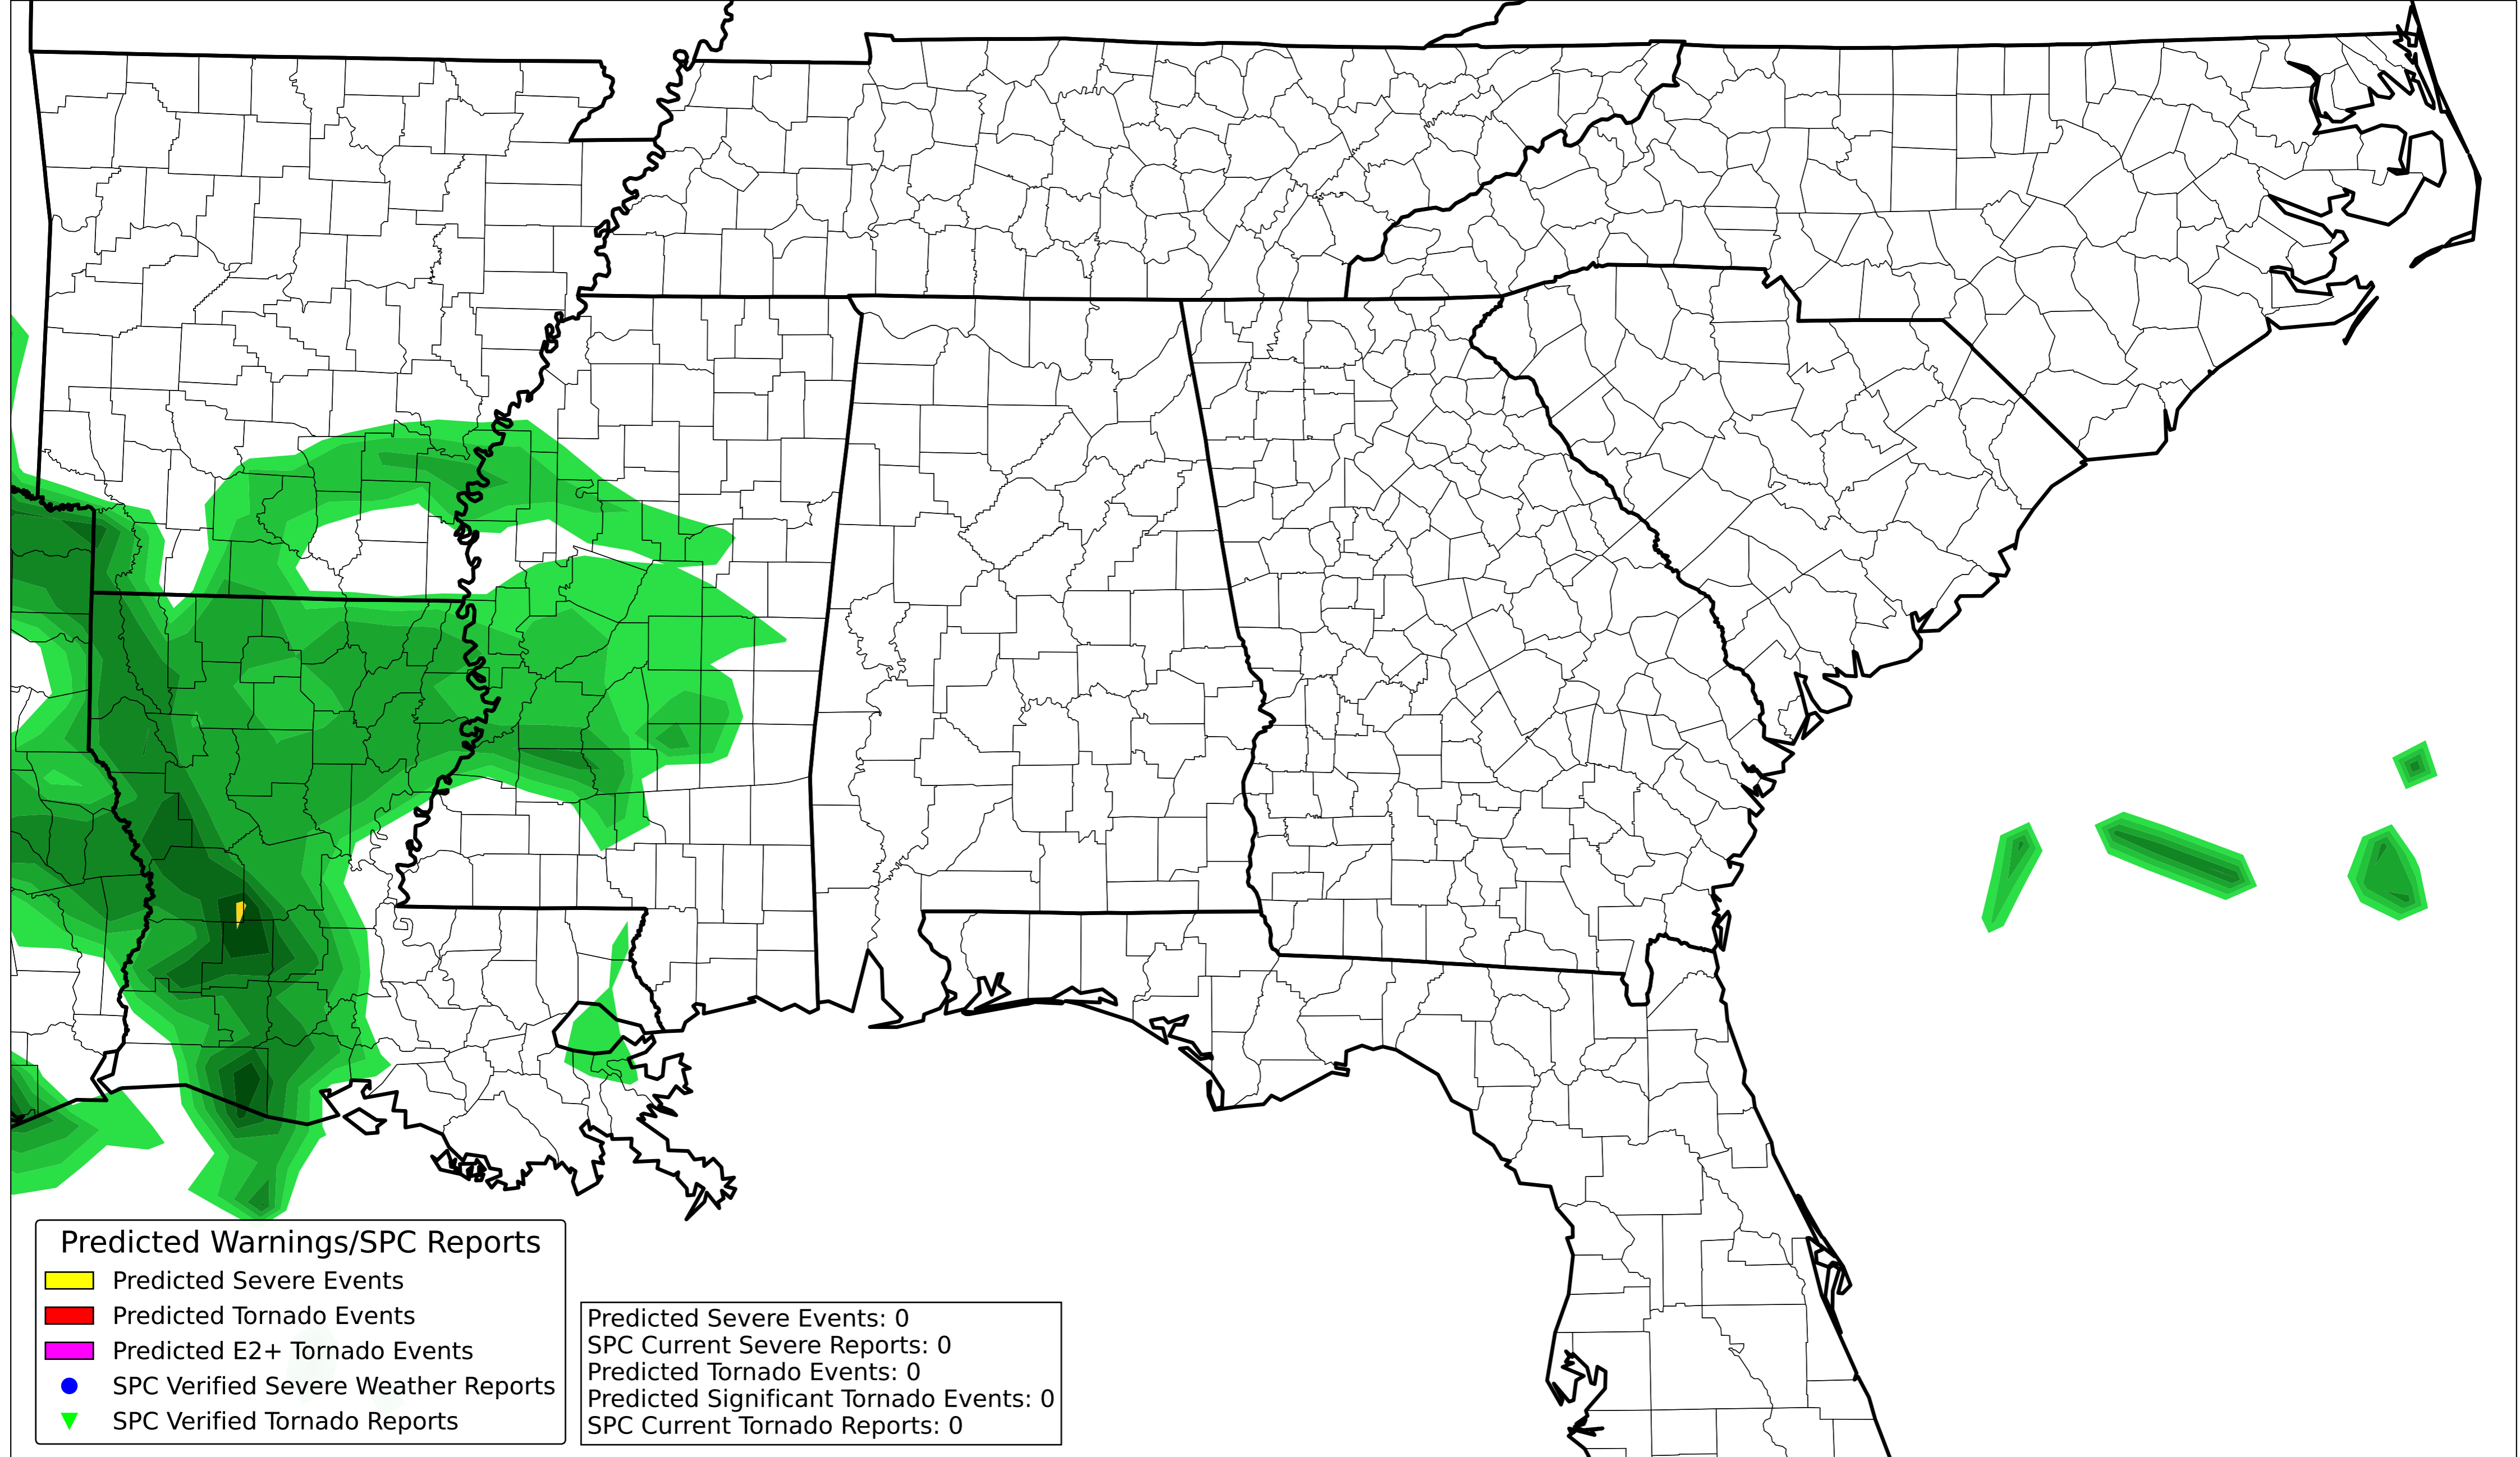 Predicted Warnings/SPC Reports
Predicted Severe Events
Predicted Tornado Events
Predicted E2+ Tornado Events
SPC Verified Severe Weather Reports
SPC Verified Tornado Reports
Predicted Severe Events: 0
SPC Current Severe Reports: 0
Predicted Tornado Events: 0
Predicted Significant Tornado Events: 0
SPC Current Tornado Reports: 0